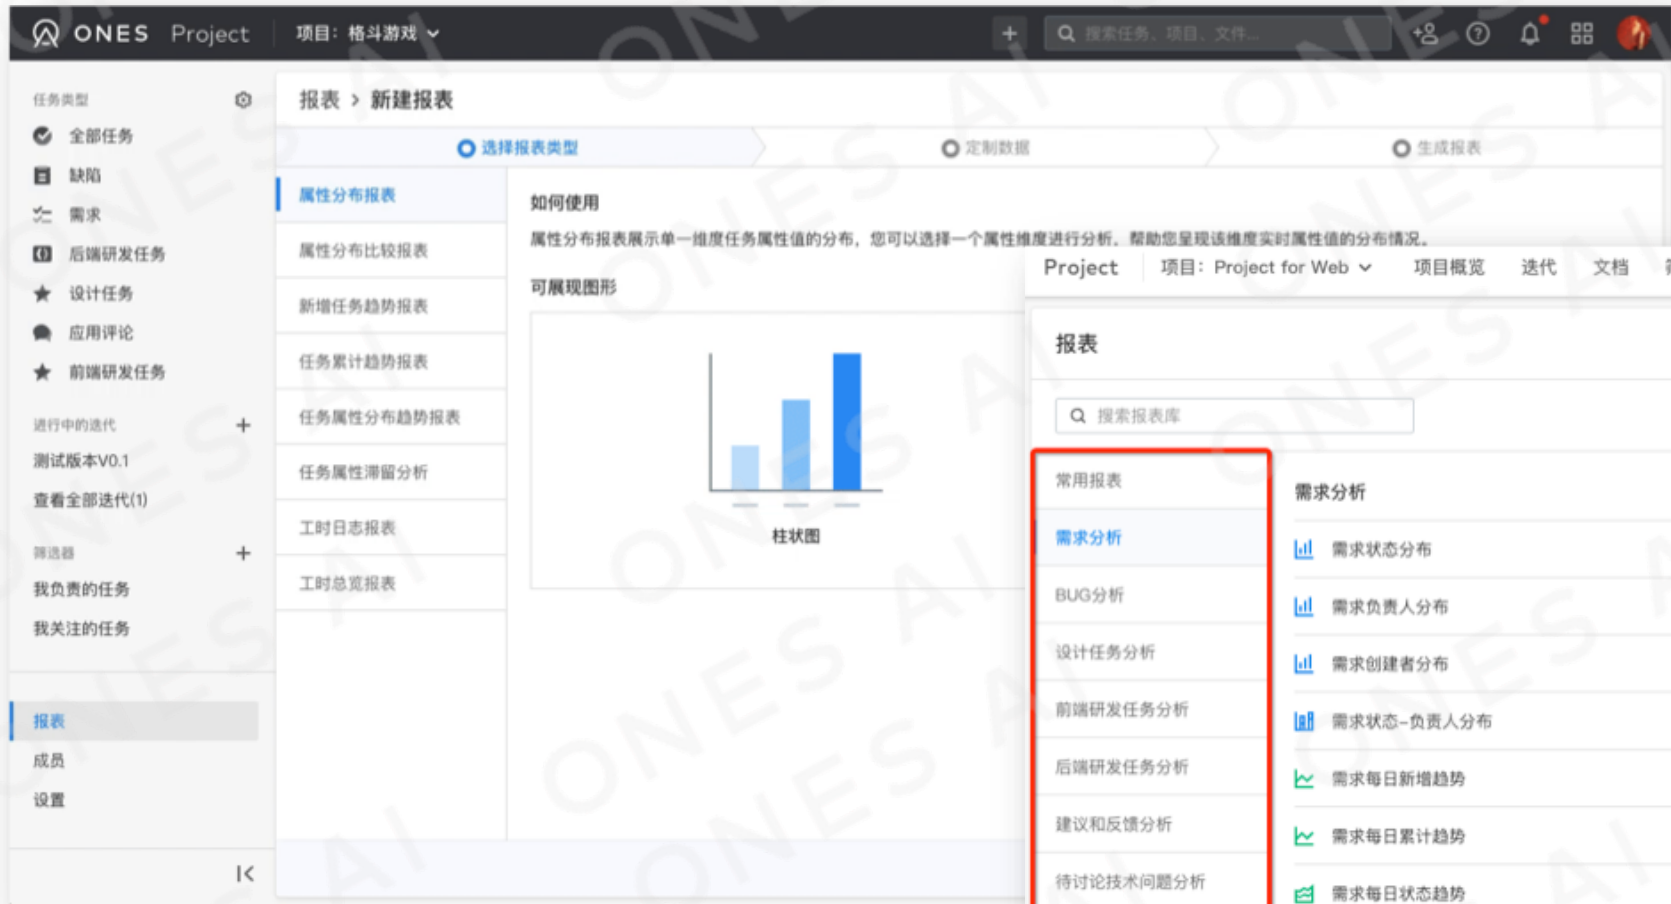 ONES Project 项目：格斗游戏
搜索任务、项目、文件...
任务类型
全部任务
缺陷
需求
后端研发任务
设计任务
应用评论
前端研发任务
进行中的迭代
测试版本V0.1
查看全部迭代(1)
筛选器
我负责的任务
我关注的任务
报表
成员
设置
报表 > 新建报表
选择报表类型 定制数据 生成报表
属性分布报表
属性分布比较报表
新增任务趋势报表
任务累计趋势报表
任务属性分布趋势报表
任务属性滞留分析
工时日志报表
工时总览报表
如何使用
属性分布报表展示单一维度任务属性值的分布，您可以选择一个属性维度进行分析，帮助您呈现该维度实时属性值的分布情况。
可展现图形
柱状图
Project 项目：Project for Web 项目概览 迭代 文档
报表
搜索报表库
常用报表
需求分析
BUG分析
设计任务分析
前端研发任务分析
后端研发任务分析
建议和反馈分析
待讨论技术问题分析
需求分析
需求状态分布
需求负责人分布
需求创建者分布
需求状态-负责人分布
需求每日新增趋势
需求每日累计趋势
需求每日状态趋势
ONES AI